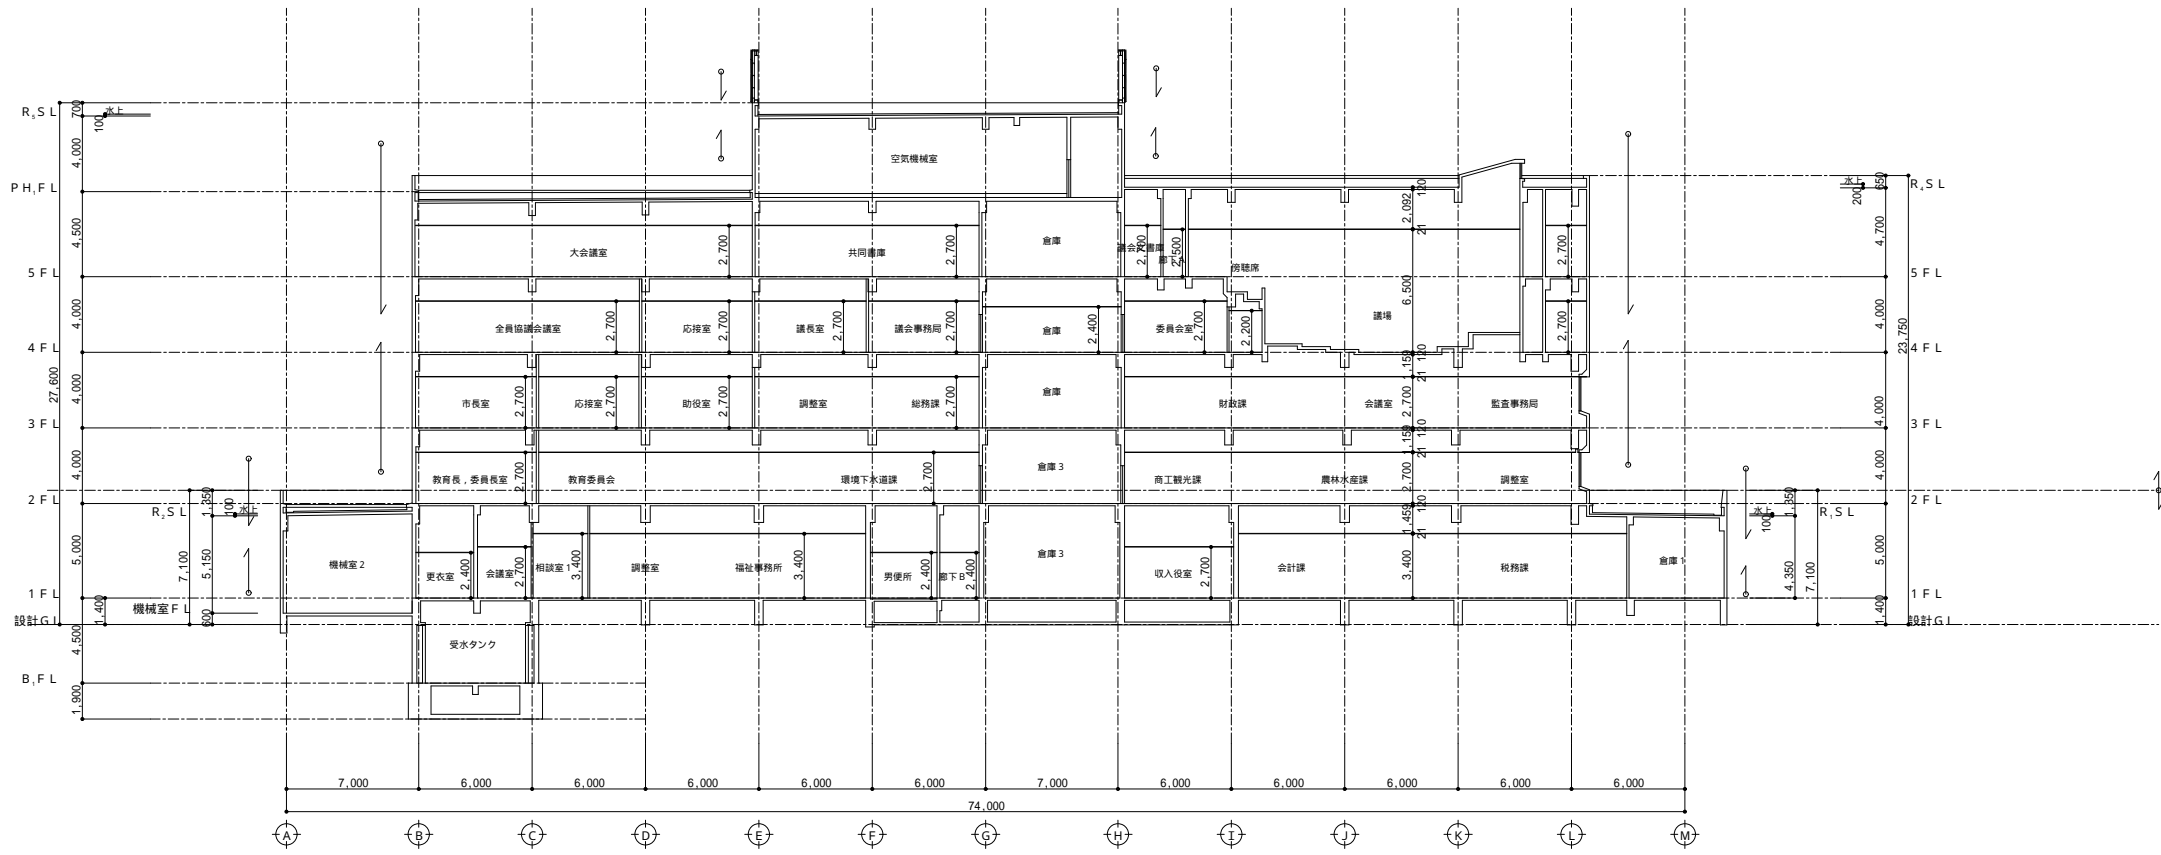 R₅SL
700
水上
100
4,000
空気機械室
PH₁FL
水上
650
R₄SL
200
120
2,092
21
4,500
大会議室
2,700
共同書庫
2,700
倉庫
2,700
2,500
傍聴席
2,700
4,700
5FL
5FL
6,500
4,000
全員協議会議室
2,700
応接室
2,700
議長室
2,700
議会事務局
2,700
倉庫
2,400
委員会室
2,700
2,200
議場
2,700
4,000
23,750
4FL
4FL
1,159
120
21
27,600
4,000
市長室
2,700
応接室
2,700
助役室
2,700
調整室
総務課
2,700
倉庫
財政課
会議室
2,700
監査事務局
4,000
3FL
3FL
1,159
120
21
4,000
教育長，委員長室
2,700
教育委員会
環境下水道課
2,700
倉庫3
商工観光課
農林水産課
2,700
調整室
4,000
2FL
2FL
R₂SL
1,350
100
水上
1,459
120
21
水上
100
1,350
R₁SL
5,000
7,100
5,150
機械室2
更衣室
2,400
会議室
2,700
相談室1
3,400
調整室
福祉事務所
3,400
男便所
2,400
廊下B
2,400
倉庫3
収入役室
2,700
会計課
3,400
税務課
倉庫1
4,350
7,100
5,000
1FL
1FL
機械室FL
600
1,400
1,400
設計GL
設計GL
4,500
受水タンク
B₁FL
1,900
7,000 6,000 6,000 6,000 6,000 6,000 7,000 6,000 6,000 6,000 6,000 6,000
74,000
A B C D E F G H I J K L M